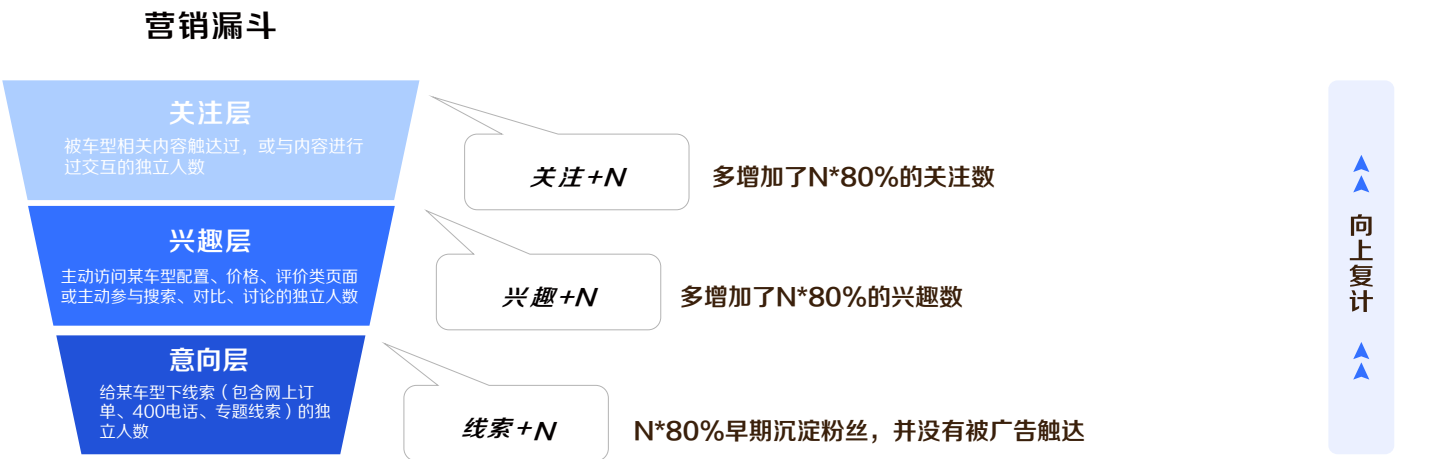 营销漏斗
关注层
被车型相关内容触达过，或与内容进行
过交互的独立人数
关注+N
多增加了N*80%的关注数
兴趣层
主动访问某车型配置、价格、评价类页面
或主动参与搜索、对比、讨论的独立人数
兴趣+N
多增加了N*80%的兴趣数
意向层
给某车型下线索（包含网上订
单、400电话、专题线索）的独
立人数
线索+N
N*80%早期沉淀粉丝，并没有被广告触达
向上复计